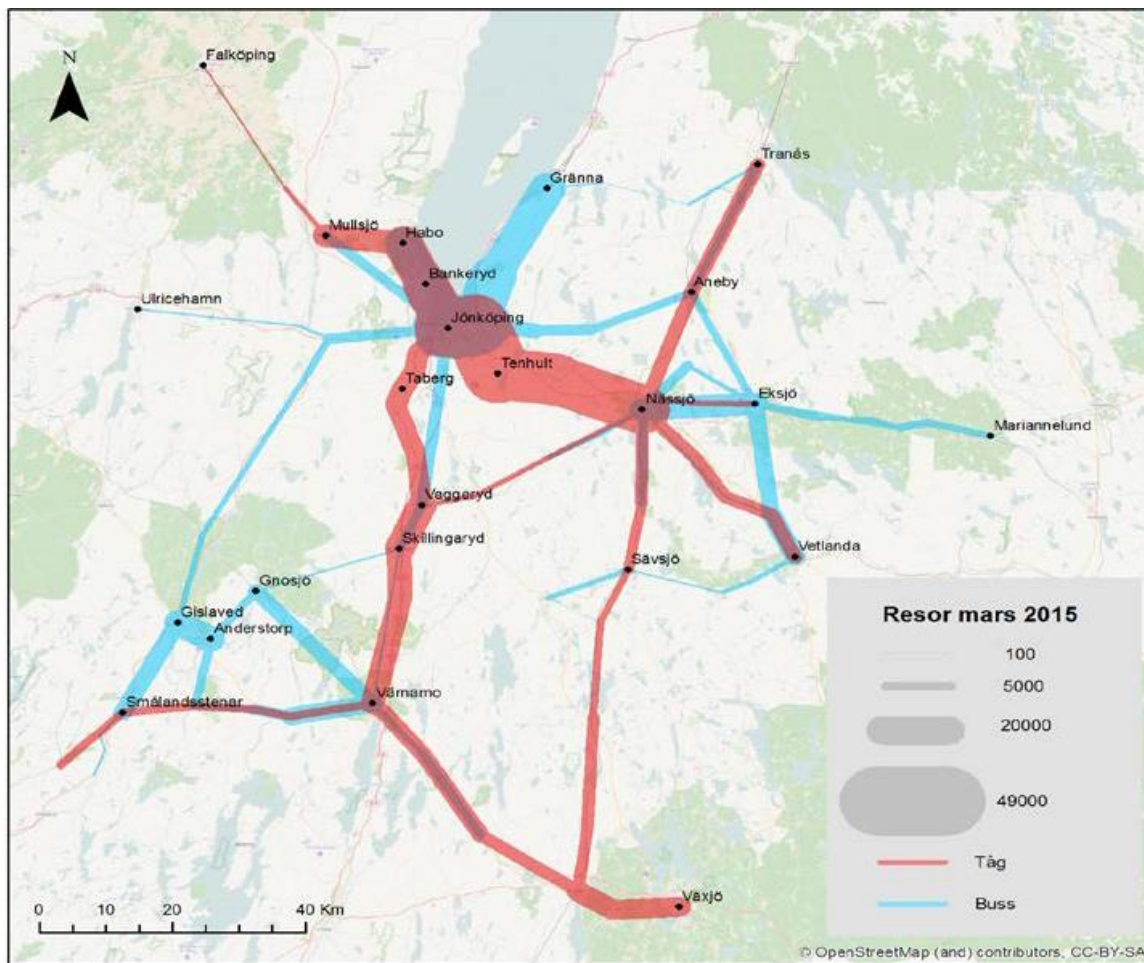 Falköping
N
Tranås
Gränna
Mullsjö
Habo
Bankeryd
Aneby
Ulricehamn
Jönköping
Tenhult
Taberg
Nässjö
Eksjö
Mariannelund
Vaggeryd
Skillingaryd
Vetlanda
Sävsjö
Gnosjö
Gislaved
Anderstorp
Värnamo
Smålandsstenar
Växjö
Resor mars 2015
100
5000
20000
49000
Tåg
Buss
0 10 20 40 Km
© OpenStreetMap (and) contributors, CC-BY-SA